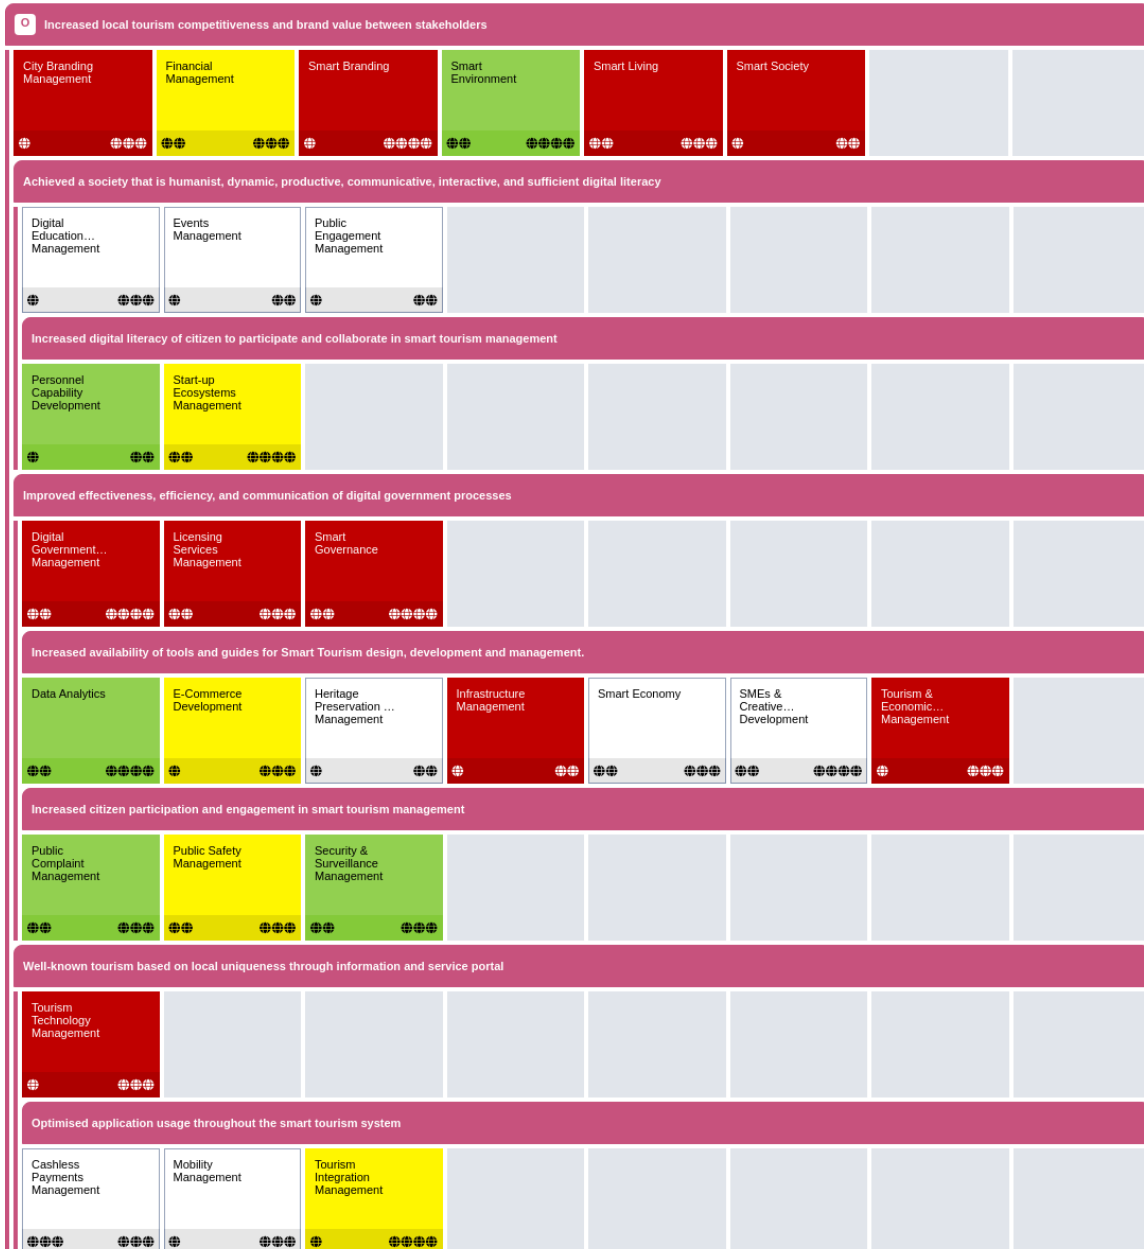 O Increased local tourism competitiveness and brand value between stakeholders
City Branding
Management
Financial
Management
Smart Branding
Smart
Environment
Smart Living
Smart Society
Achieved a society that is humanist, dynamic, productive, communicative, interactive, and sufficient digital literacy
Digital
Education…
Management
Events
Management
Public
Engagement
Management
Increased digital literacy of citizen to participate and collaborate in smart tourism management
Personnel
Capability
Development
Start-up
Ecosystems
Management
Improved effectiveness, efficiency, and communication of digital government processes
Digital
Government…
Management
Licensing
Services
Management
Smart
Governance
Increased availability of tools and guides for Smart Tourism design, development and management.
Data Analytics
E-Commerce
Development
Heritage
Preservation …
Management
Infrastructure
Management
Smart Economy
SMEs &
Creative…
Development
Tourism &
Economic…
Management
Increased citizen participation and engagement in smart tourism management
Public
Complaint
Management
Public Safety
Management
Security &
Surveillance
Management
Well-known tourism based on local uniqueness through information and service portal
Tourism
Technology
Management
Optimised application usage throughout the smart tourism system
Cashless
Payments
Management
Mobility
Management
Tourism
Integration
Management